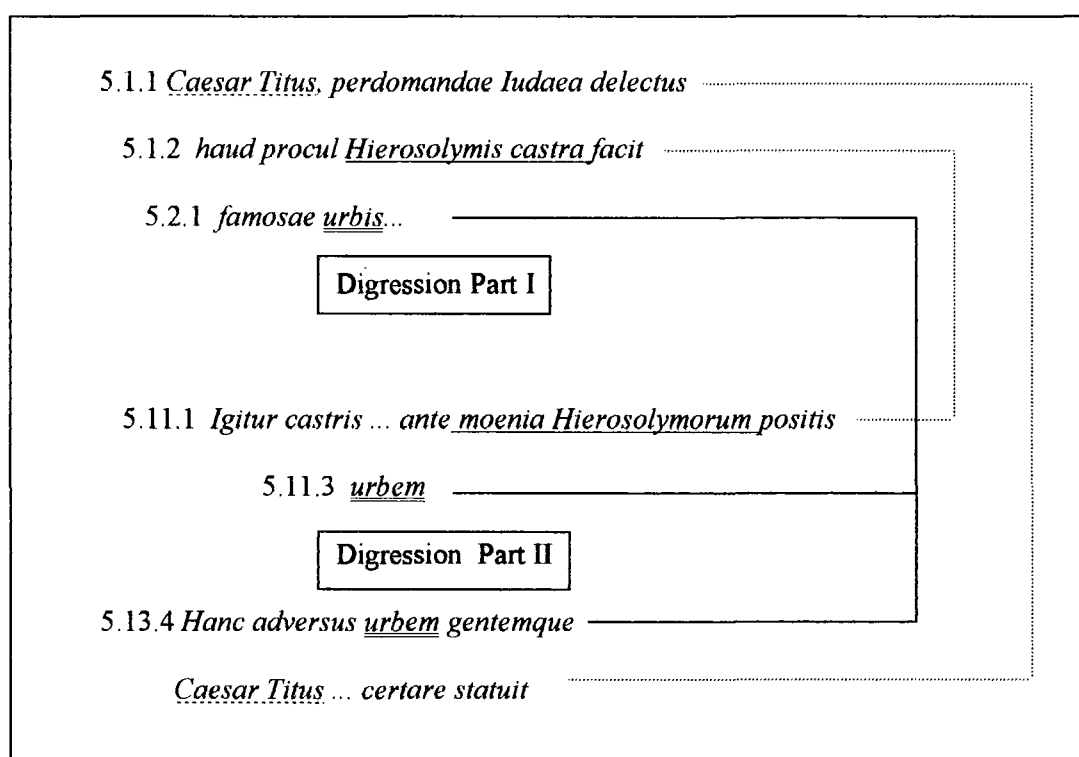 5.1.1 Caesar Titus, perdomandae Iudaea delectus
5.1.2 haud procul Hierosolymis castra facit
5.2.1 famosae urbis...
Digression Part I
5.11.1 Igitur castris ... ante moenia Hierosolymorum positis
5.11.3 urbem
Digression Part II
5.13.4 Hanc adversus urbem gentemque
Caesar Titus ... certare statuit